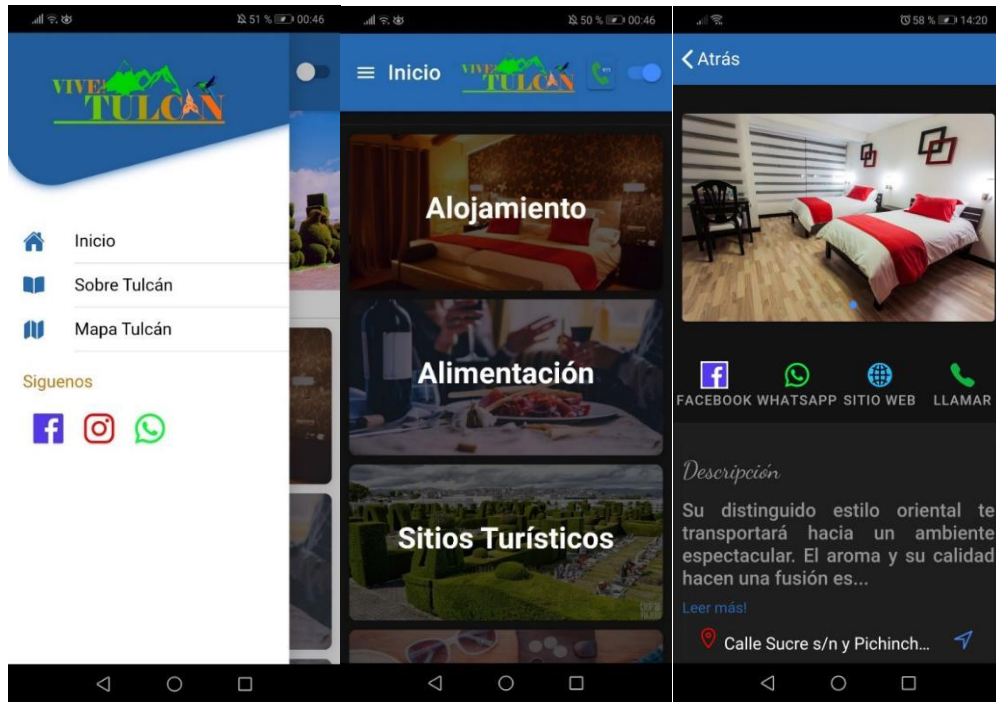 51 % 00:46
VIVE!
TULCÁN
Inicio
Sobre Tulcán
Mapa Tulcán
Siguenos
50 % 00:46
Inicio
VIVE!
TULCÁN
Alojamiento
Alimentación
Sitios Turísticos
58 % 14:20
Atrás
FACEBOOK WHATSAPP SITIO WEB LLAMAR
Descripción
Su distinguido estilo oriental te
transportará hacia un ambiente
espectacular. El aroma y su calidad
hacen una fusión es...
Leer más!
Calle Sucre s/n y Pichinch...